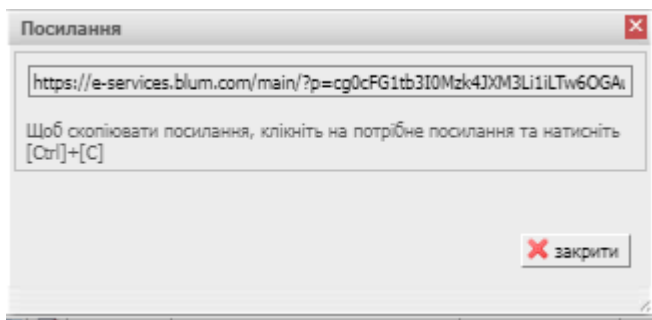 Посилання
https://e-services.blum.com/main/?p=cg0cFG1tb3I0Mzk4JXM3Li1iLTw6OGA
Щоб скопіювати посилання, клікніть на потрібне посилання та натисніть
[Ctrl]+[C]
закрити